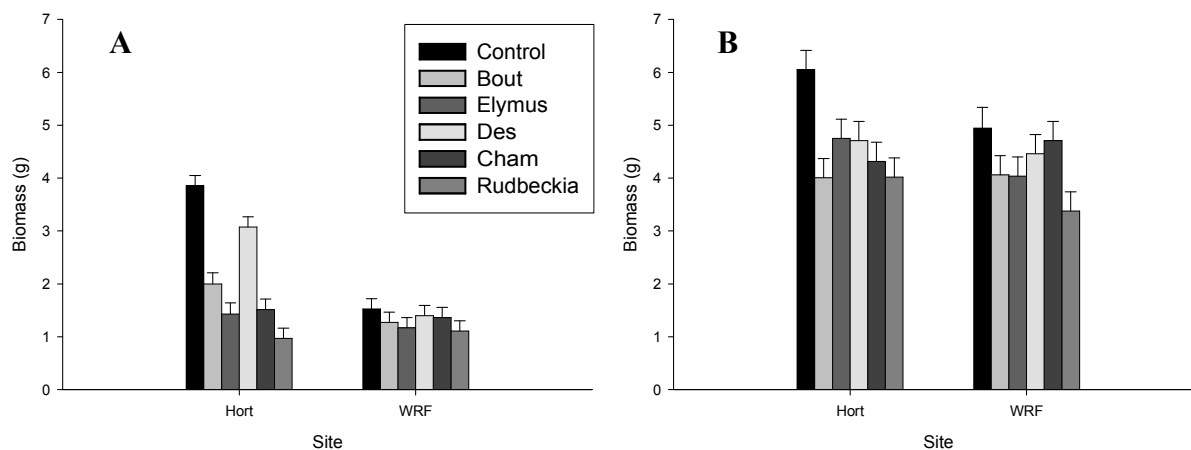 A
7
6
5
4
3
2
1
0
Biomass (g)
Control
Bout
Elymus
Des
Cham
Rudbeckia
Hort WRF
Site
B
7
6
5
4
3
2
1
0
Biomass (g)
Hort WRF
Site